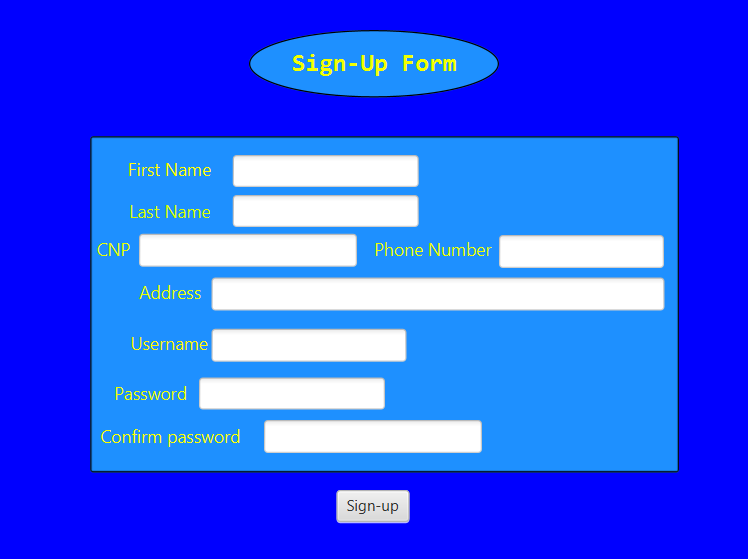 Sign-Up Form
First Name
Last Name
CNP Phone Number
Address
Username
Password
Confirm password
Sign-up